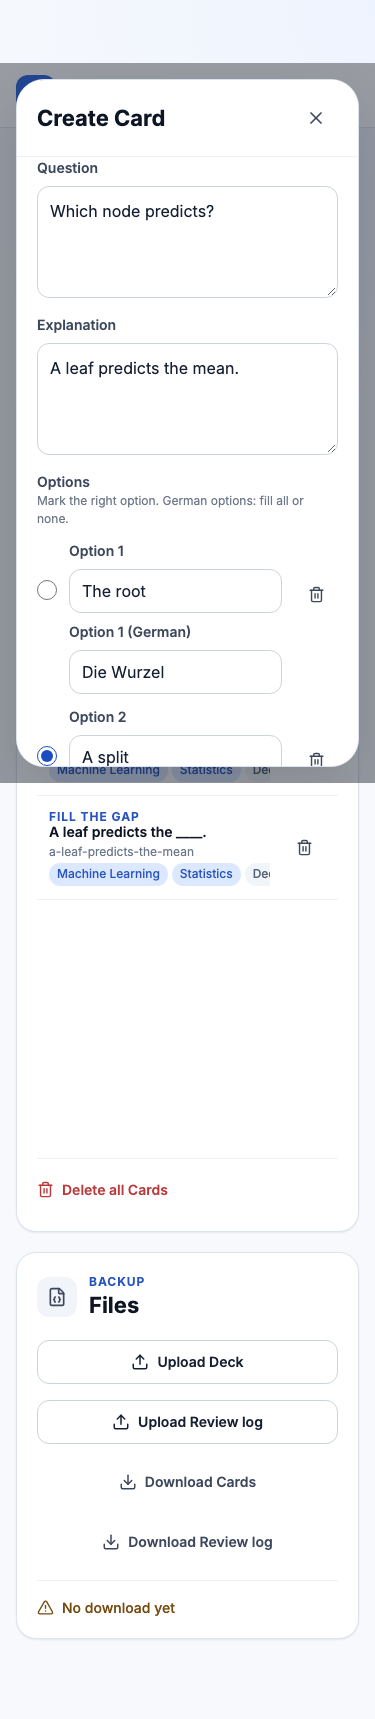 Create Card
Question
Which node predicts?
Explanation
A leaf predicts the mean.
Options
Mark the right option. German options: fill all or
none.
Option 1
The root
Option 1 (German)
Die Wurzel
Option 2
A split
Machine Learning Statistics
FILL THE GAP
A leaf predicts the ____.
a-leaf-predicts-the-mean
Machine Learning Statistics
Delete all Cards
BACKUP
Files
Upload Deck
Upload Review log
Download Cards
Download Review log
No download yet